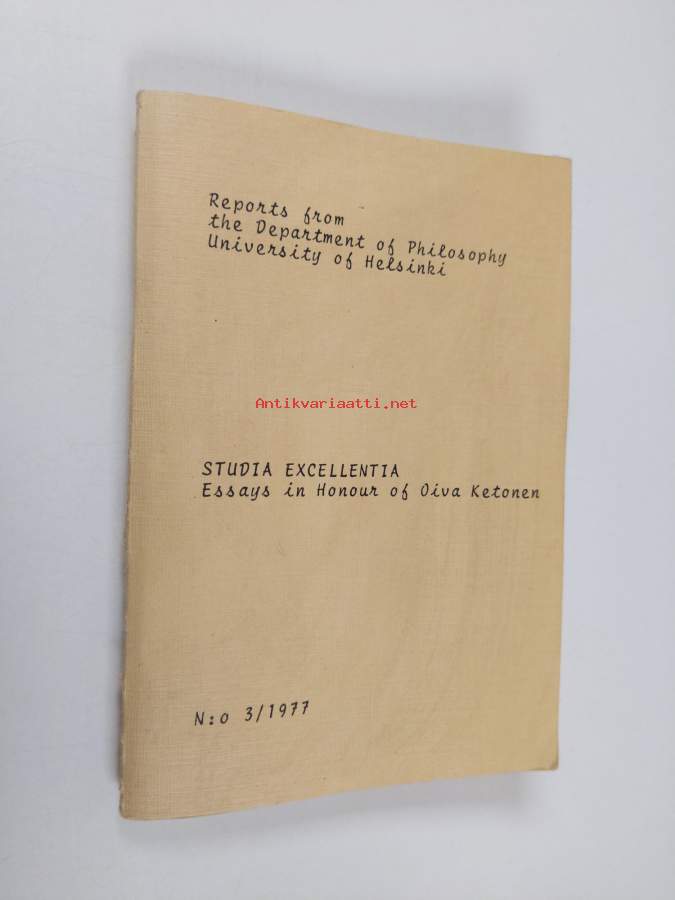 Reports from
the Department of Philosophy
University of Helsinki
Antikvariaatti.net
STUDIA EXCELLENTIA
Essays in Honour of Oiva Ketonen
N:o 3/1977